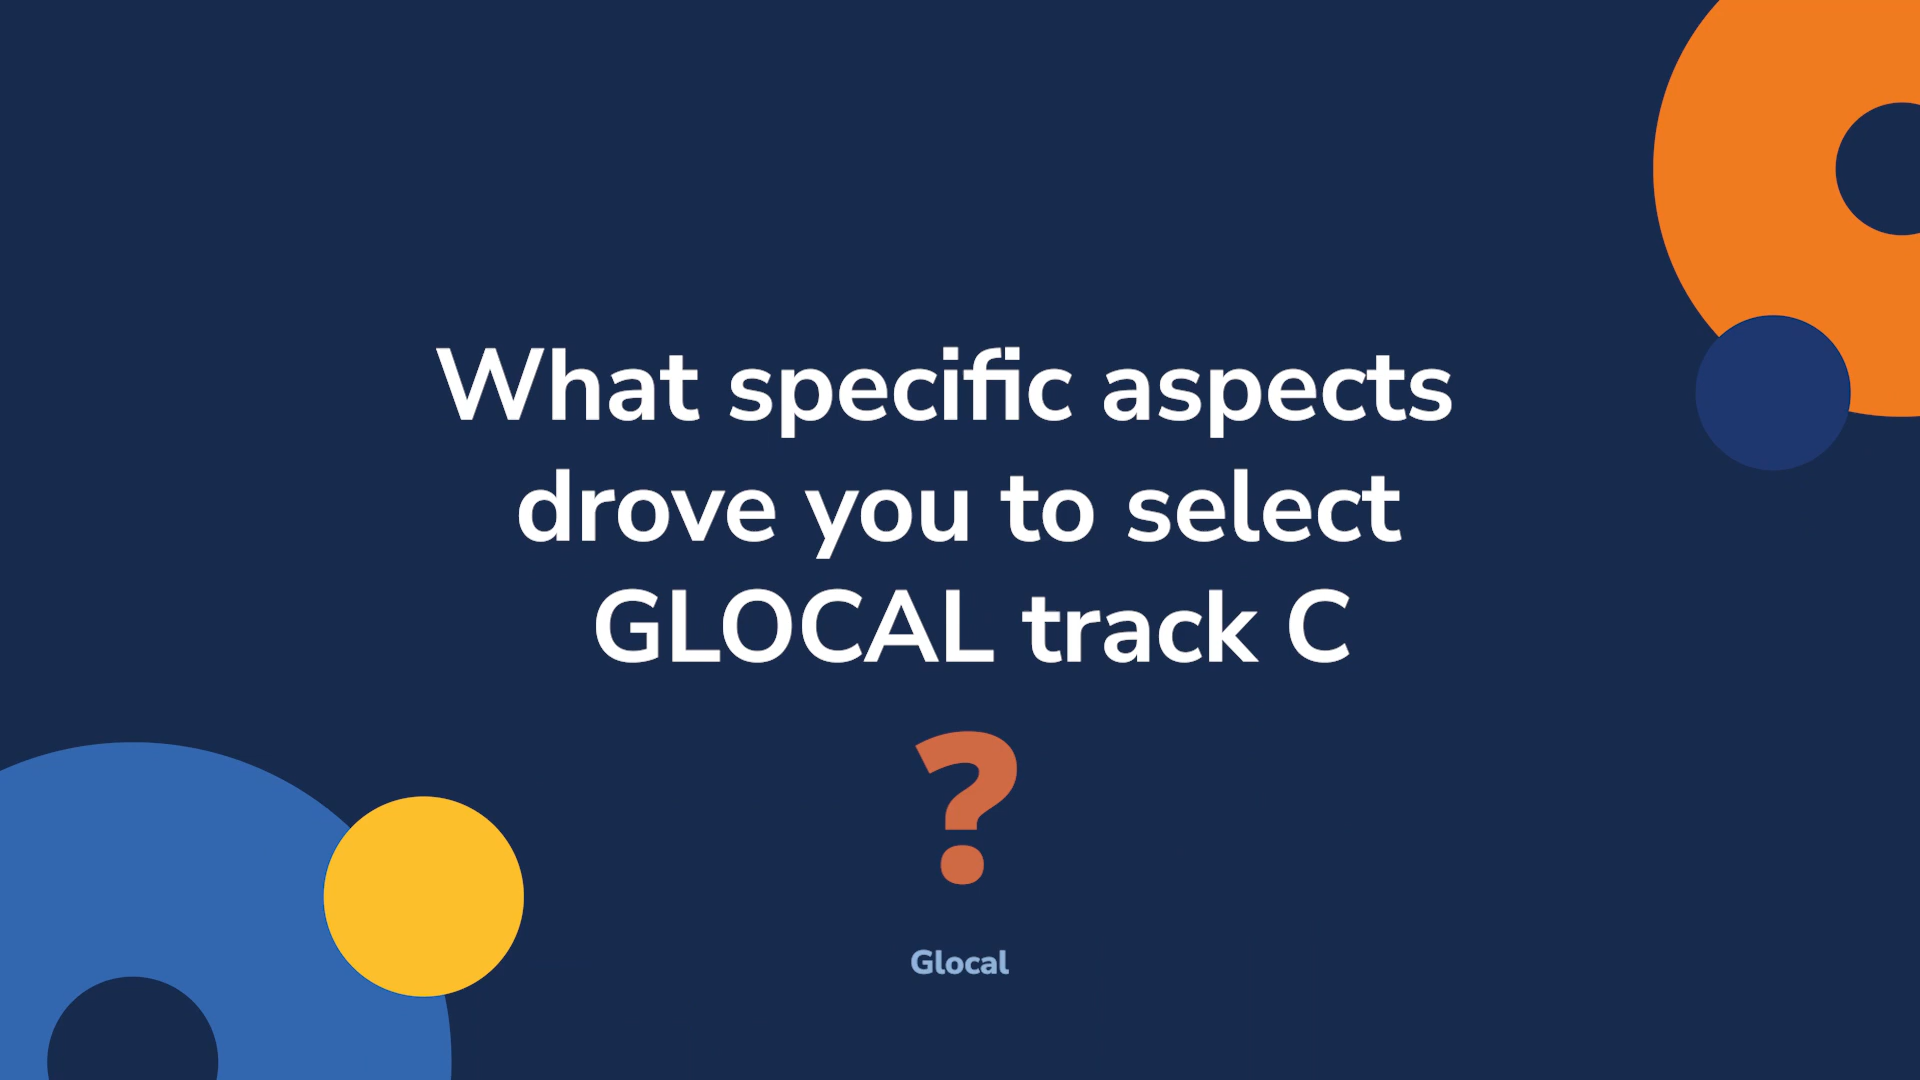 What specific aspects
drove you to select
GLOCAL track C
?
Glocal